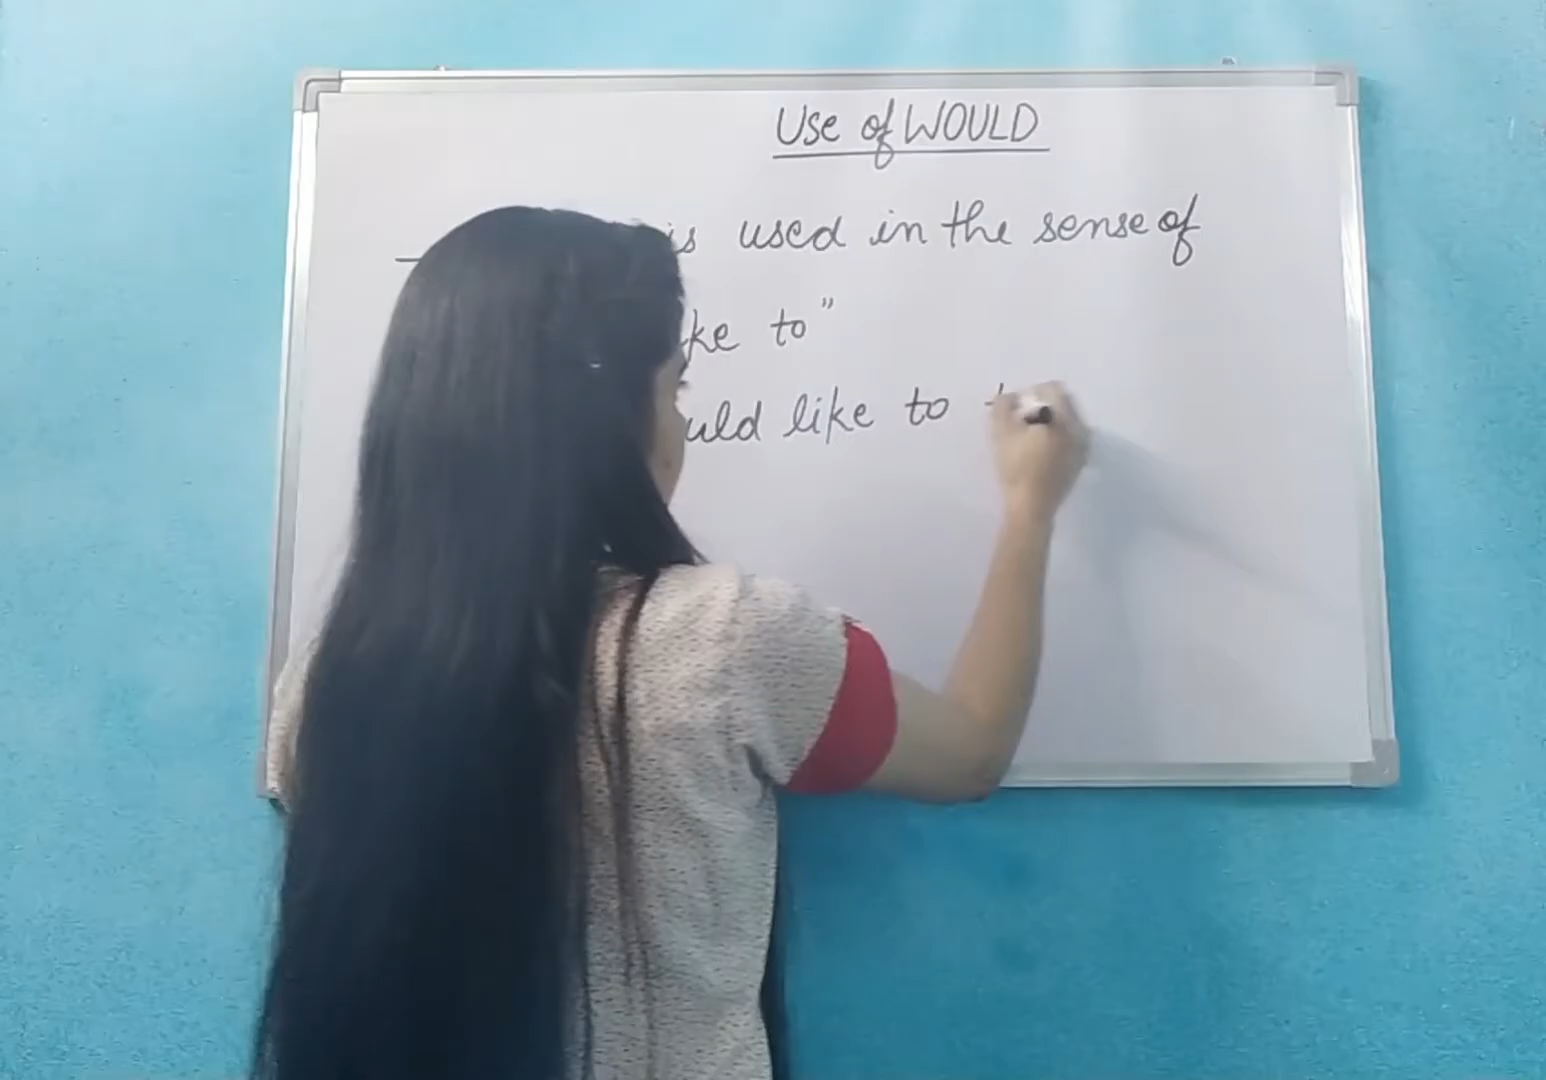 Use of WOULD
is used in the sense of
ke to"
uld like to